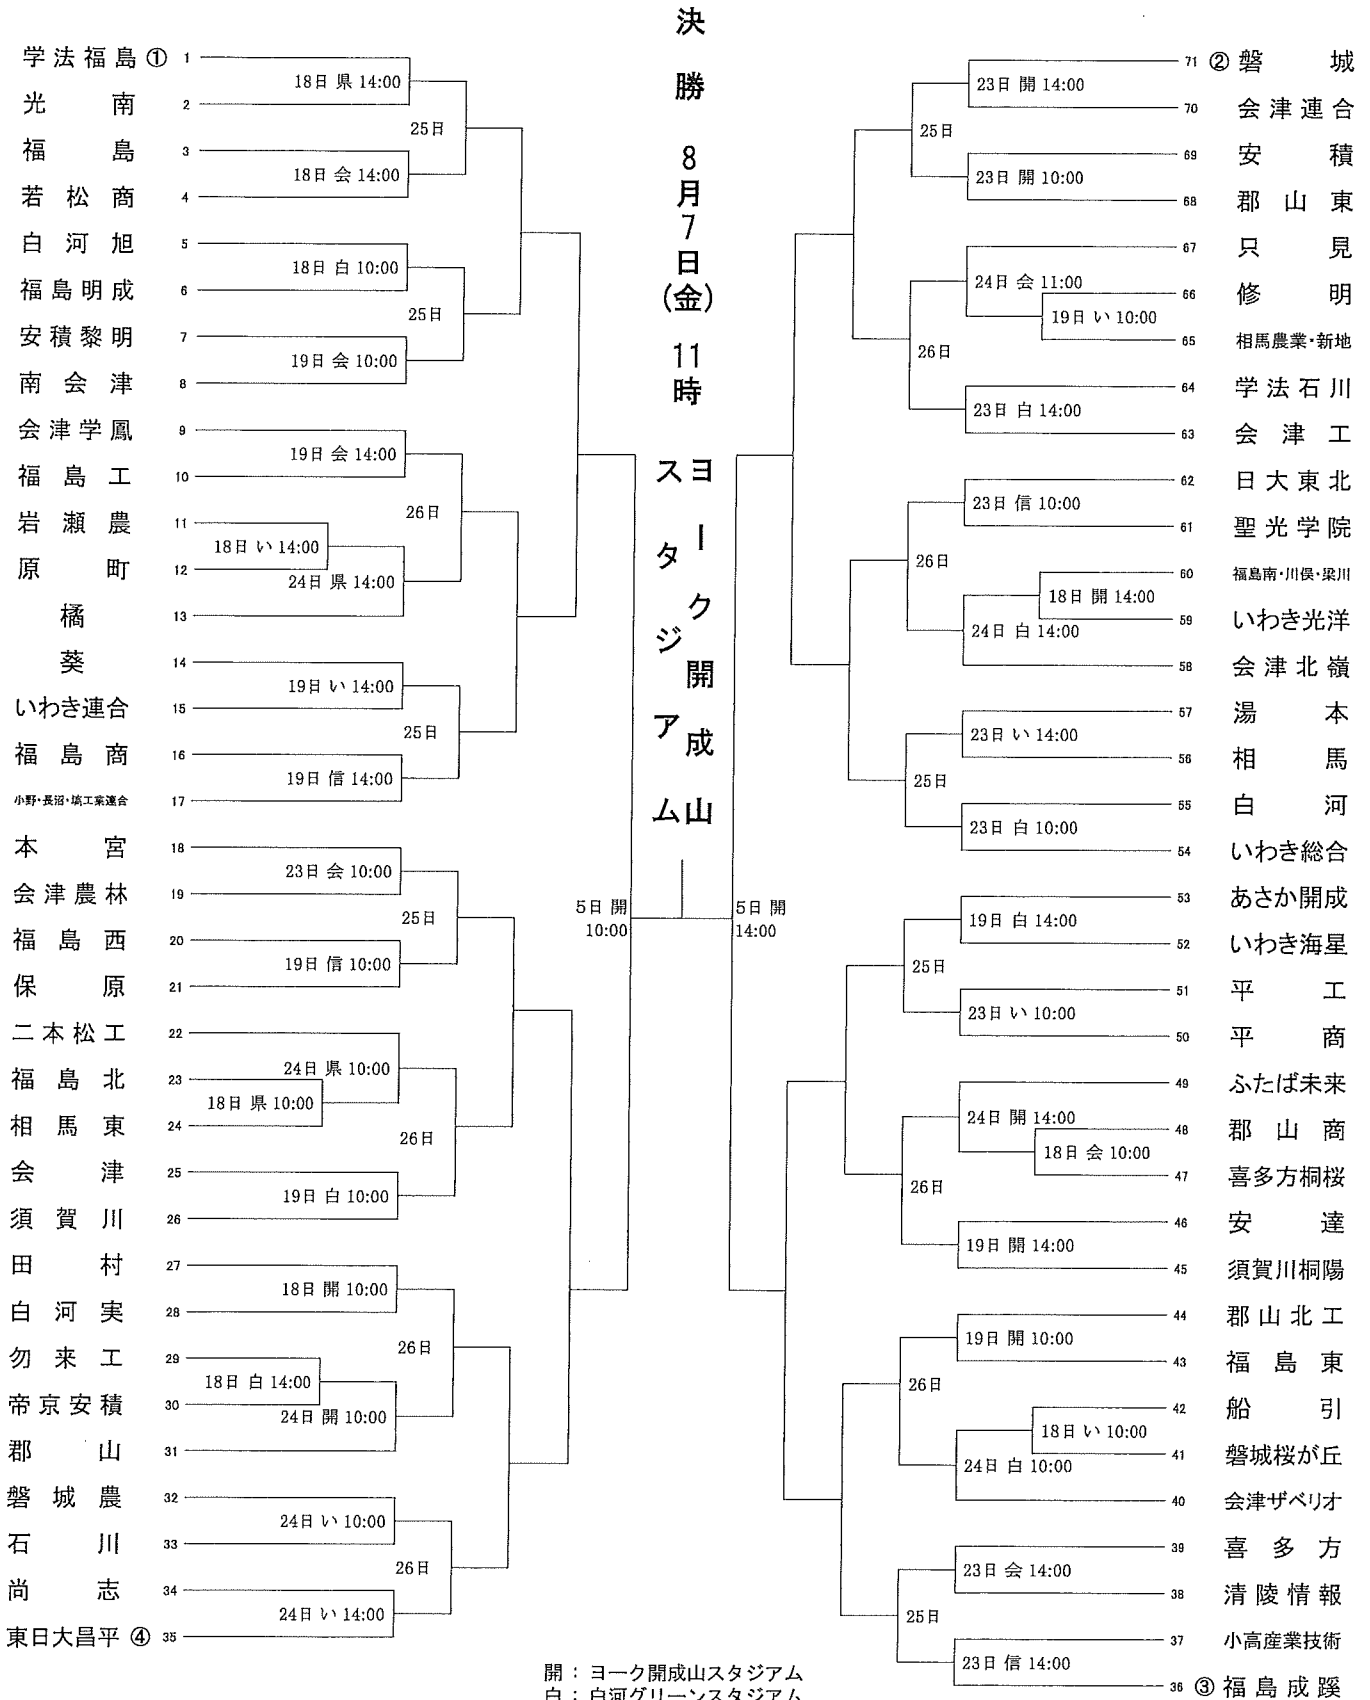 決勝 8月7日(金) 11時 ヨーク開成山スタジアム
学法福島 ① 1
18日 県 14:00
光南 2
25日
福島 3
18日 会 14:00
若松商 4
白河旭 5
18日 白 10:00
福島明成 6
25日
安積黎明 7
19日 会 10:00
南会津 8
会津学鳳 9
19日 会 14:00
福島工 10
26日
岩瀬農 11
18日 い 14:00
原町 12
24日 県 14:00
橘 13
葵 14
19日 い 14:00
いわき連合 15
25日
福島商 16
19日 信 14:00
小野・長沼・塙工業連合 17
本宮 18
23日 会 10:00
会津農林 19
25日
福島西 20
19日 信 10:00
保原 21
二本松工 22
24日 県 10:00
福島北 23
18日 県 10:00
相馬東 24
26日
会津 25
19日 白 10:00
須賀川 26
田村 27
18日 開 10:00
白河実 28
26日
勿来工 29
18日 白 14:00
帝京安積 30
24日 開 10:00
郡山 31
磐城農 32
24日 い 10:00
石川 33
26日
尚志 34
24日 い 14:00
東日大昌平 ④ 35
5日 開
10:00
5日 開
14:00
71 ② 磐城
23日 開 14:00
70 会津連合
25日
69 安積
23日 開 10:00
68 郡山東
67 只見
24日 会 11:00
66 修明
19日 い 10:00
65 相馬農業・新地
26日
64 学法石川
23日 白 14:00
63 会津工
62 日大東北
23日 信 10:00
61 聖光学院
26日
60 福島南・川俣・梁川
18日 開 14:00
59 いわき光洋
24日 白 14:00
58 会津北嶺
57 湯本
23日 い 14:00
56 相馬
25日
55 白河
23日 白 10:00
54 いわき総合
53 あさか開成
19日 白 14:00
52 いわき海星
25日
51 平工
23日 い 10:00
50 平商
49 ふたば未来
24日 開 14:00
48 郡山商
18日 会 10:00
47 喜多方桐桜
26日
46 安達
19日 開 14:00
45 須賀川桐陽
44 郡山北工
19日 開 10:00
43 福島東
26日
42 船引
18日 い 10:00
41 磐城桜が丘
24日 白 10:00
40 会津ザベリオ
39 喜多方
23日 会 14:00
38 清陵情報
25日
37 小高産業技術
23日 信 14:00
36 ③ 福島成蹊
開：ヨーク開成山スタジアム
白：白河グリーンスタジアム